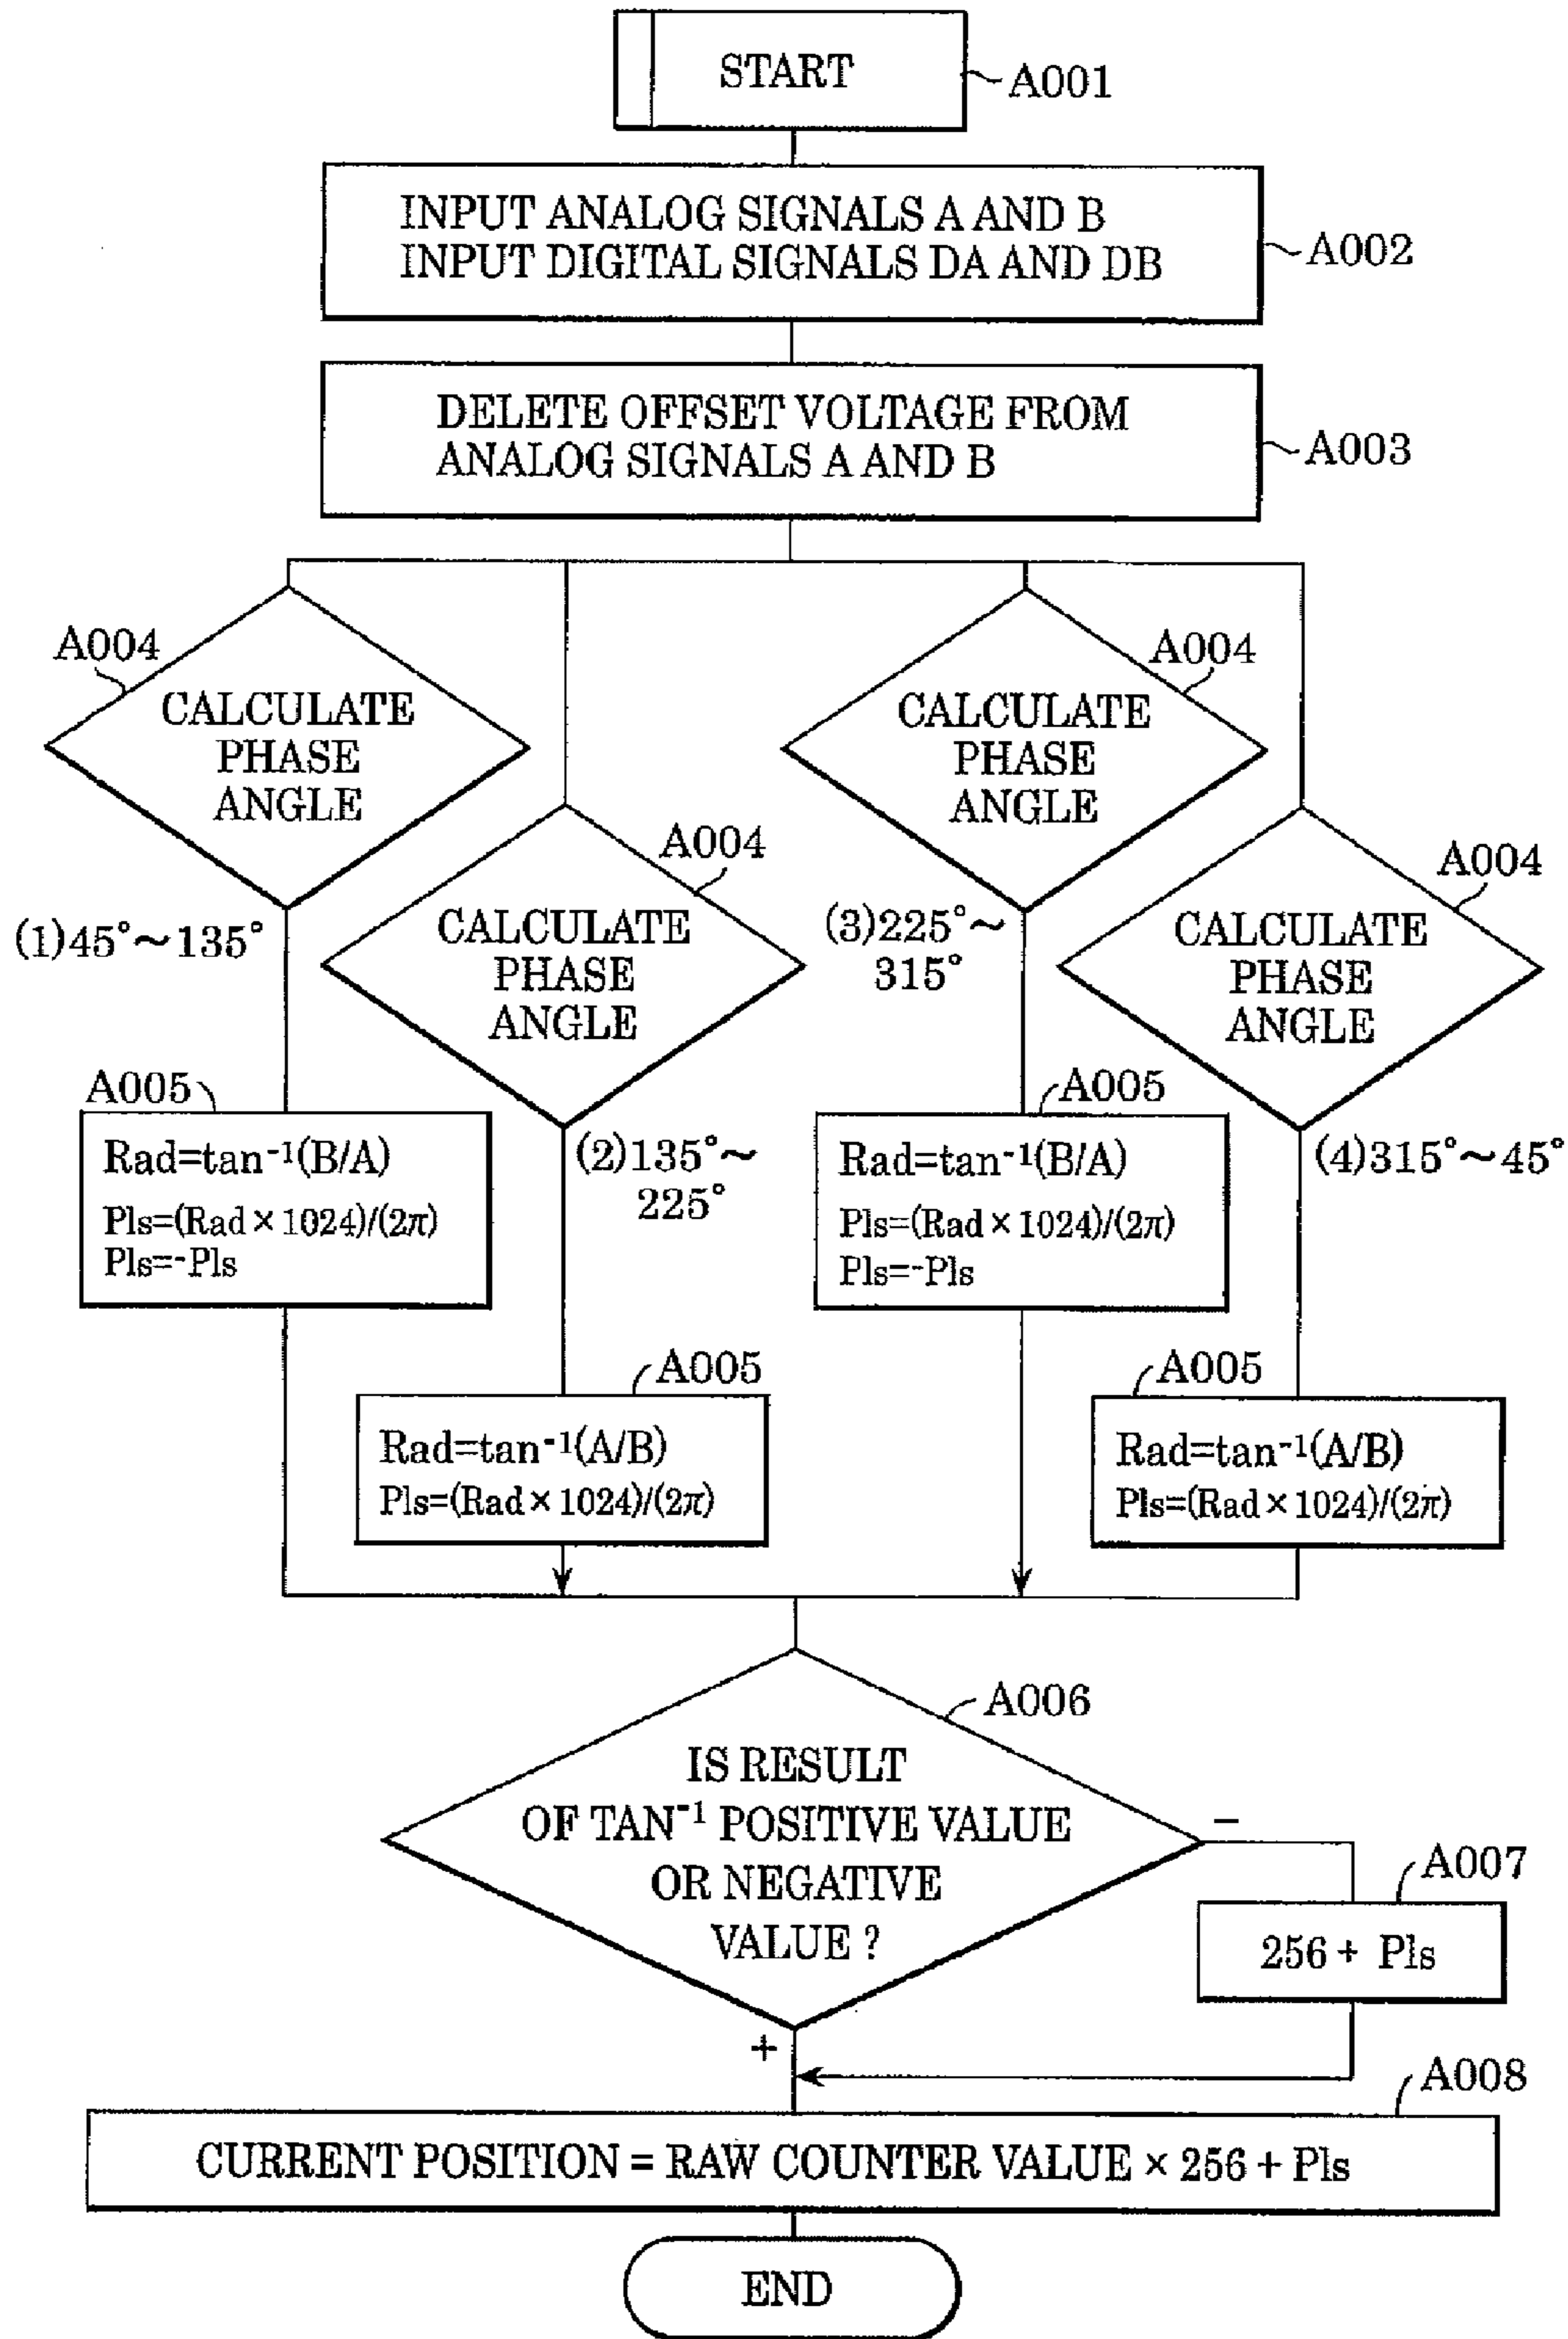 START
A001
INPUT ANALOG SIGNALS A AND B
INPUT DIGITAL SIGNALS DA AND DB
A002
DELETE OFFSET VOLTAGE FROM
ANALOG SIGNALS A AND B
A003
A004
CALCULATE
PHASE
ANGLE
(1)45°~135°
A004
CALCULATE
PHASE
ANGLE
(2)135°~
225°
A004
CALCULATE
PHASE
ANGLE
(3)225°~
315°
A004
CALCULATE
PHASE
ANGLE
(4)315°~45°
A005
Rad=tan⁻¹(B/A)
Pls=(Rad×1024)/(2π)
Pls=-Pls
A005
Rad=tan⁻¹(A/B)
Pls=(Rad×1024)/(2π)
A005
Rad=tan⁻¹(B/A)
Pls=(Rad×1024)/(2π)
Pls=-Pls
A005
Rad=tan⁻¹(A/B)
Pls=(Rad×1024)/(2π)
A006
IS RESULT
OF TAN⁻¹ POSITIVE VALUE
OR NEGATIVE
VALUE ?
−
A007
256 + Pls
+
A008
CURRENT POSITION = RAW COUNTER VALUE × 256 + Pls
END